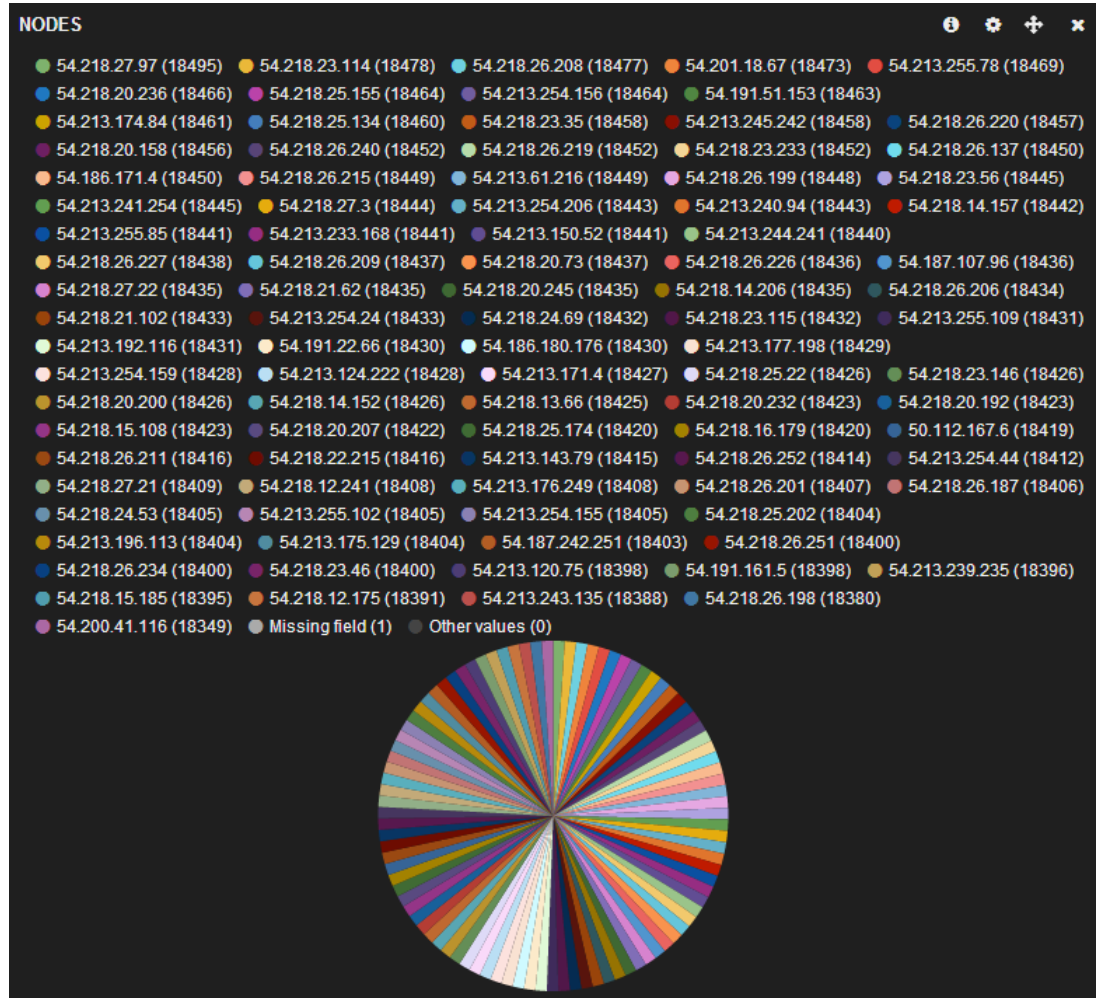 NODES
54.218.27.97 (18495) 54.218.23.114 (18478) 54.218.26.208 (18477) 54.201.18.67 (18473) 54.213.255.78 (18469)
54.218.20.236 (18466) 54.218.25.155 (18464) 54.213.254.156 (18464) 54.191.51.153 (18463)
54.213.174.84 (18461) 54.218.25.134 (18460) 54.218.23.35 (18458) 54.213.245.242 (18458) 54.218.26.220 (18457)
54.218.20.158 (18456) 54.218.26.240 (18452) 54.218.26.219 (18452) 54.218.23.233 (18452) 54.218.26.137 (18450)
54.186.171.4 (18450) 54.218.26.215 (18449) 54.213.61.216 (18449) 54.218.26.199 (18448) 54.218.23.56 (18445)
54.213.241.254 (18445) 54.218.27.3 (18444) 54.213.254.206 (18443) 54.213.240.94 (18443) 54.218.14.157 (18442)
54.213.255.85 (18441) 54.213.233.168 (18441) 54.213.150.52 (18441) 54.213.244.241 (18440)
54.218.26.227 (18438) 54.218.26.209 (18437) 54.218.20.73 (18437) 54.218.26.226 (18436) 54.187.107.96 (18436)
54.218.27.22 (18435) 54.218.21.62 (18435) 54.218.20.245 (18435) 54.218.14.206 (18435) 54.218.26.206 (18434)
54.218.21.102 (18433) 54.213.254.24 (18433) 54.218.24.69 (18432) 54.218.23.115 (18432) 54.213.255.109 (18431)
54.213.192.116 (18431) 54.191.22.66 (18430) 54.186.180.176 (18430) 54.213.177.198 (18429)
54.213.254.159 (18428) 54.213.124.222 (18428) 54.213.171.4 (18427) 54.218.25.22 (18426) 54.218.23.146 (18426)
54.218.20.200 (18426) 54.218.14.152 (18426) 54.218.13.66 (18425) 54.218.20.232 (18423) 54.218.20.192 (18423)
54.218.15.108 (18423) 54.218.20.207 (18422) 54.218.25.174 (18420) 54.218.16.179 (18420) 50.112.167.6 (18419)
54.218.26.211 (18416) 54.218.22.215 (18416) 54.213.143.79 (18415) 54.218.26.252 (18414) 54.213.254.44 (18412)
54.218.27.21 (18409) 54.218.12.241 (18408) 54.213.176.249 (18408) 54.218.26.201 (18407) 54.218.26.187 (18406)
54.218.24.53 (18405) 54.213.255.102 (18405) 54.213.254.155 (18405) 54.218.25.202 (18404)
54.213.196.113 (18404) 54.213.175.129 (18404) 54.187.242.251 (18403) 54.218.26.251 (18400)
54.218.26.234 (18400) 54.218.23.46 (18400) 54.213.120.75 (18398) 54.191.161.5 (18398) 54.213.239.235 (18396)
54.218.15.185 (18395) 54.218.12.175 (18391) 54.213.243.135 (18388) 54.218.26.198 (18380)
54.200.41.116 (18349) Missing field (1) Other values (0)